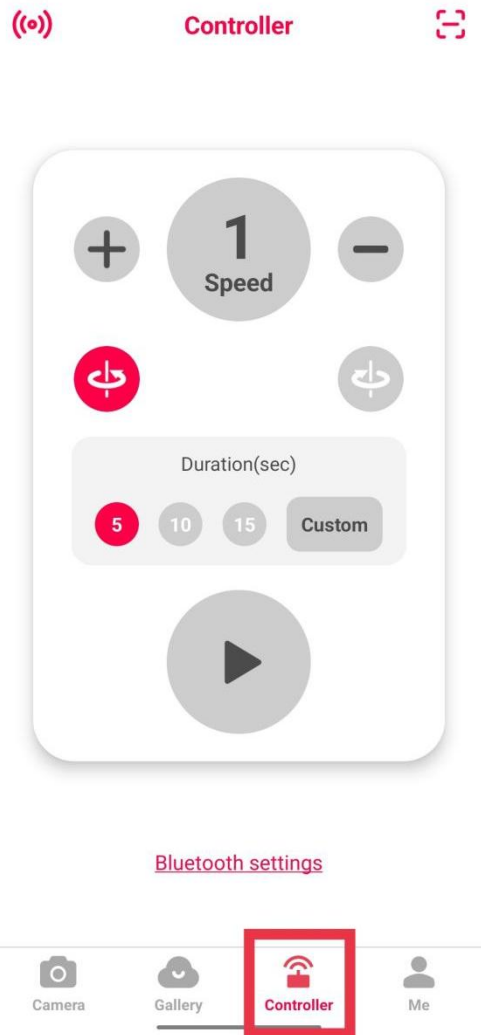 Controller
1
Speed
Duration(sec)
5 10 15 Custom
Bluetooth settings
Camera Gallery Controller Me